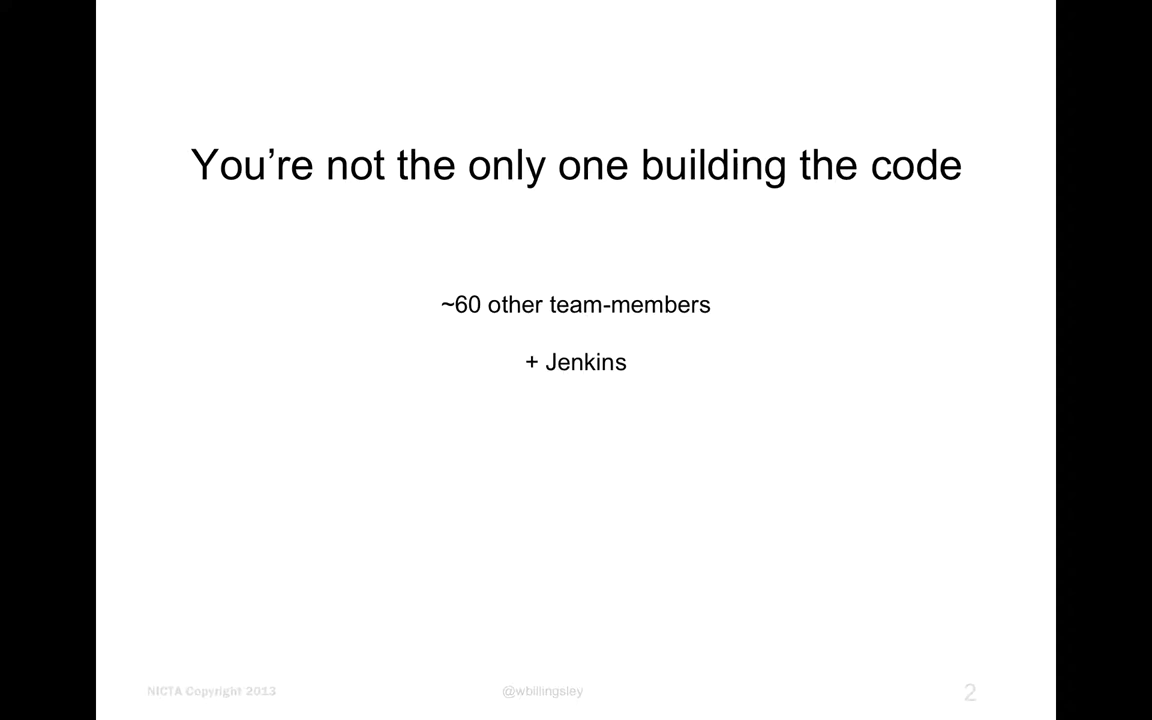 You’re not the only one building the code
~60 other team-members
+ Jenkins
NICTA Copyright 2013
@wbillingsley
2